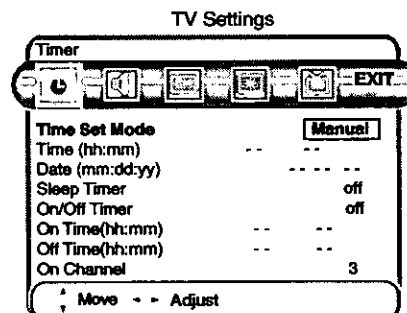 TV Settings
Timer
EXIT
Time Set Mode Manual
Time (hh:mm) -- --
Date (mm:dd:yy) -- -- --
Sleep Timer off
On/Off Timer off
On Time(hh:mm) -- --
Off Time(hh:mm) -- --
On Channel 3
Move Adjust